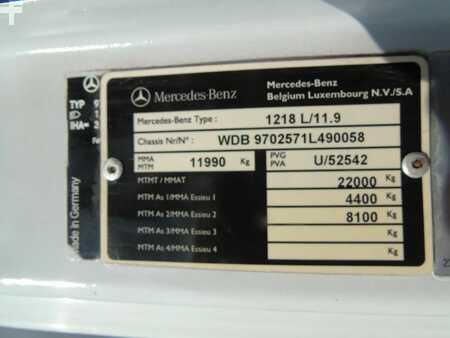 Mercedes-Benz
Mercedes-Benz
Belgium Luxembourg N.V./S.A
Mercedes-Benz Type : 1218 L/11.9
Chassis Nr/N° : WDB 9702571L490058
MMA
MTM 11990 Kg
PVG
PVA U/52542
MTMT / MMAT 22000 Kg
MTM As 1/MMA Essieu 1 4400 Kg
MTM As 2/MMA Essieu 2 8100 Kg
MTM As 3/MMA Essieu 3 Kg
MTM As 4/MMA Essieu 4 Kg
TYP
IHA=
Made in Germany